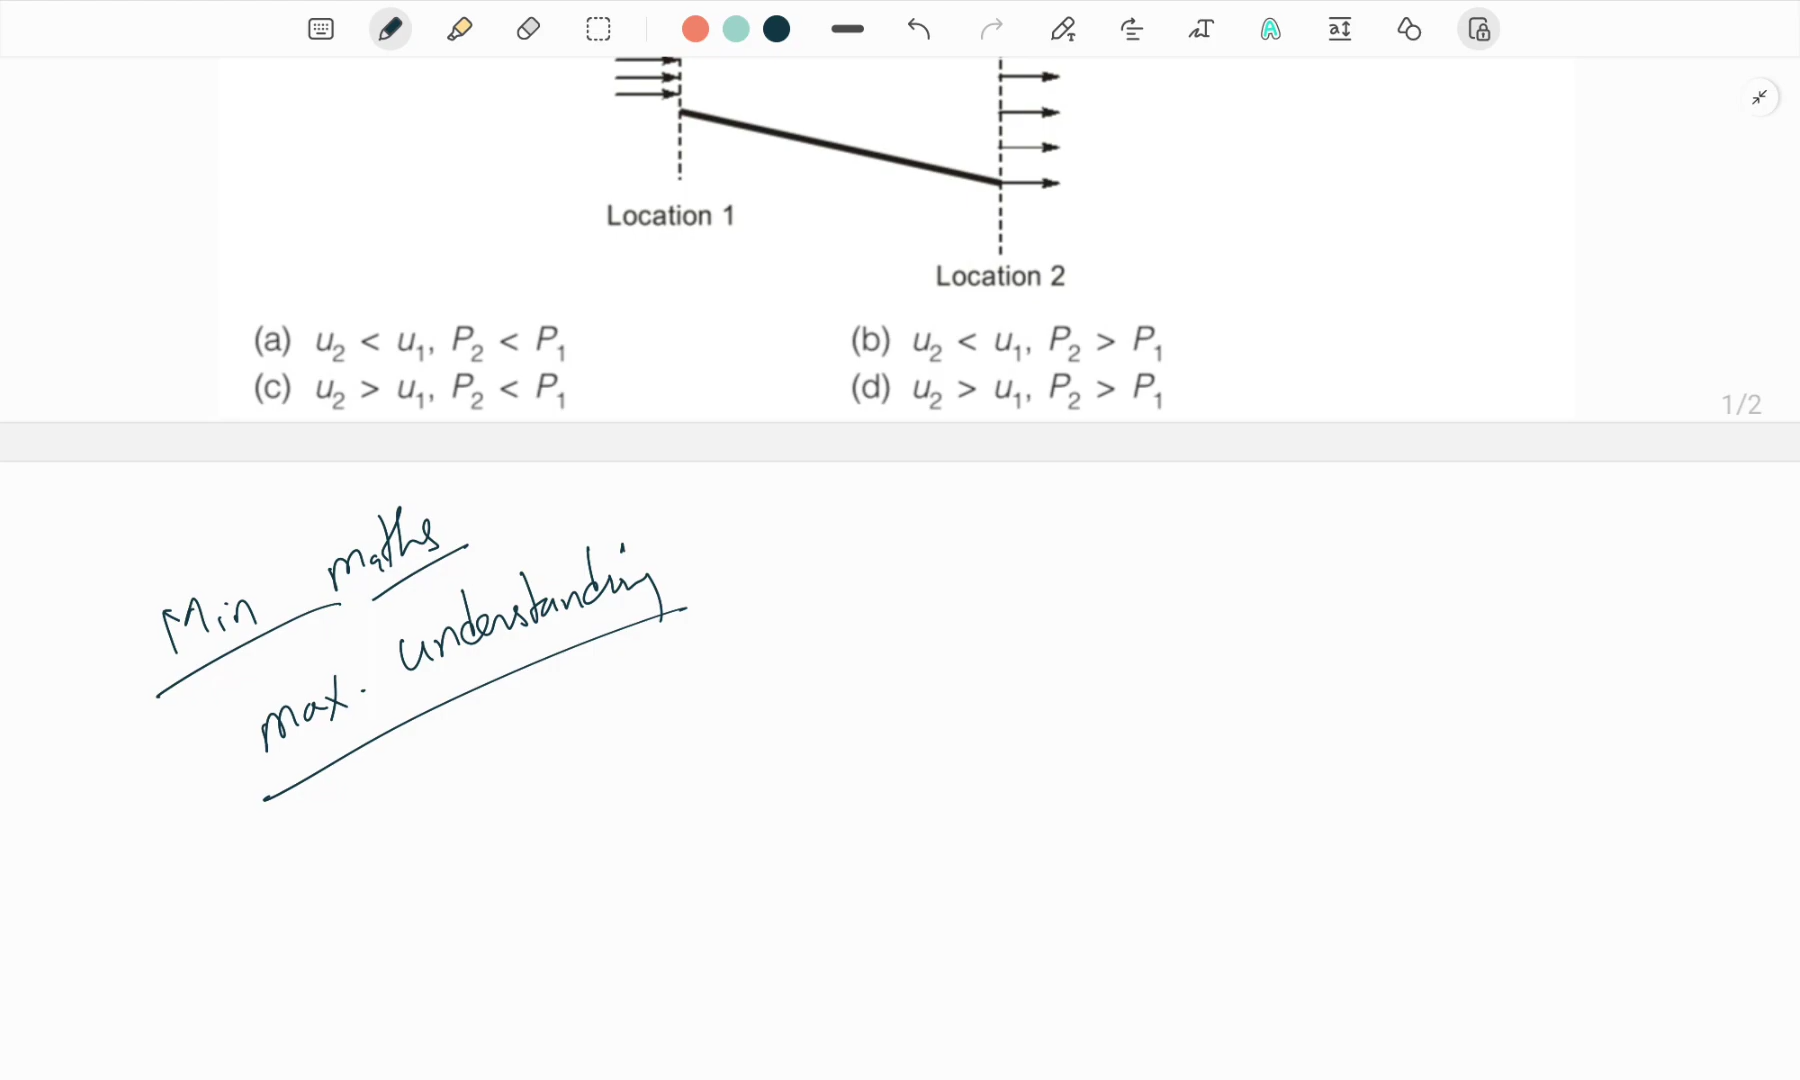 Location 1
Location 2
(a) u₂ < u₁, P₂ < P₁ (b) u₂ < u₁, P₂ > P₁
(c) u₂ > u₁, P₂ < P₁ (d) u₂ > u₁, P₂ > P₁
1/2
Min maths
max. understanding